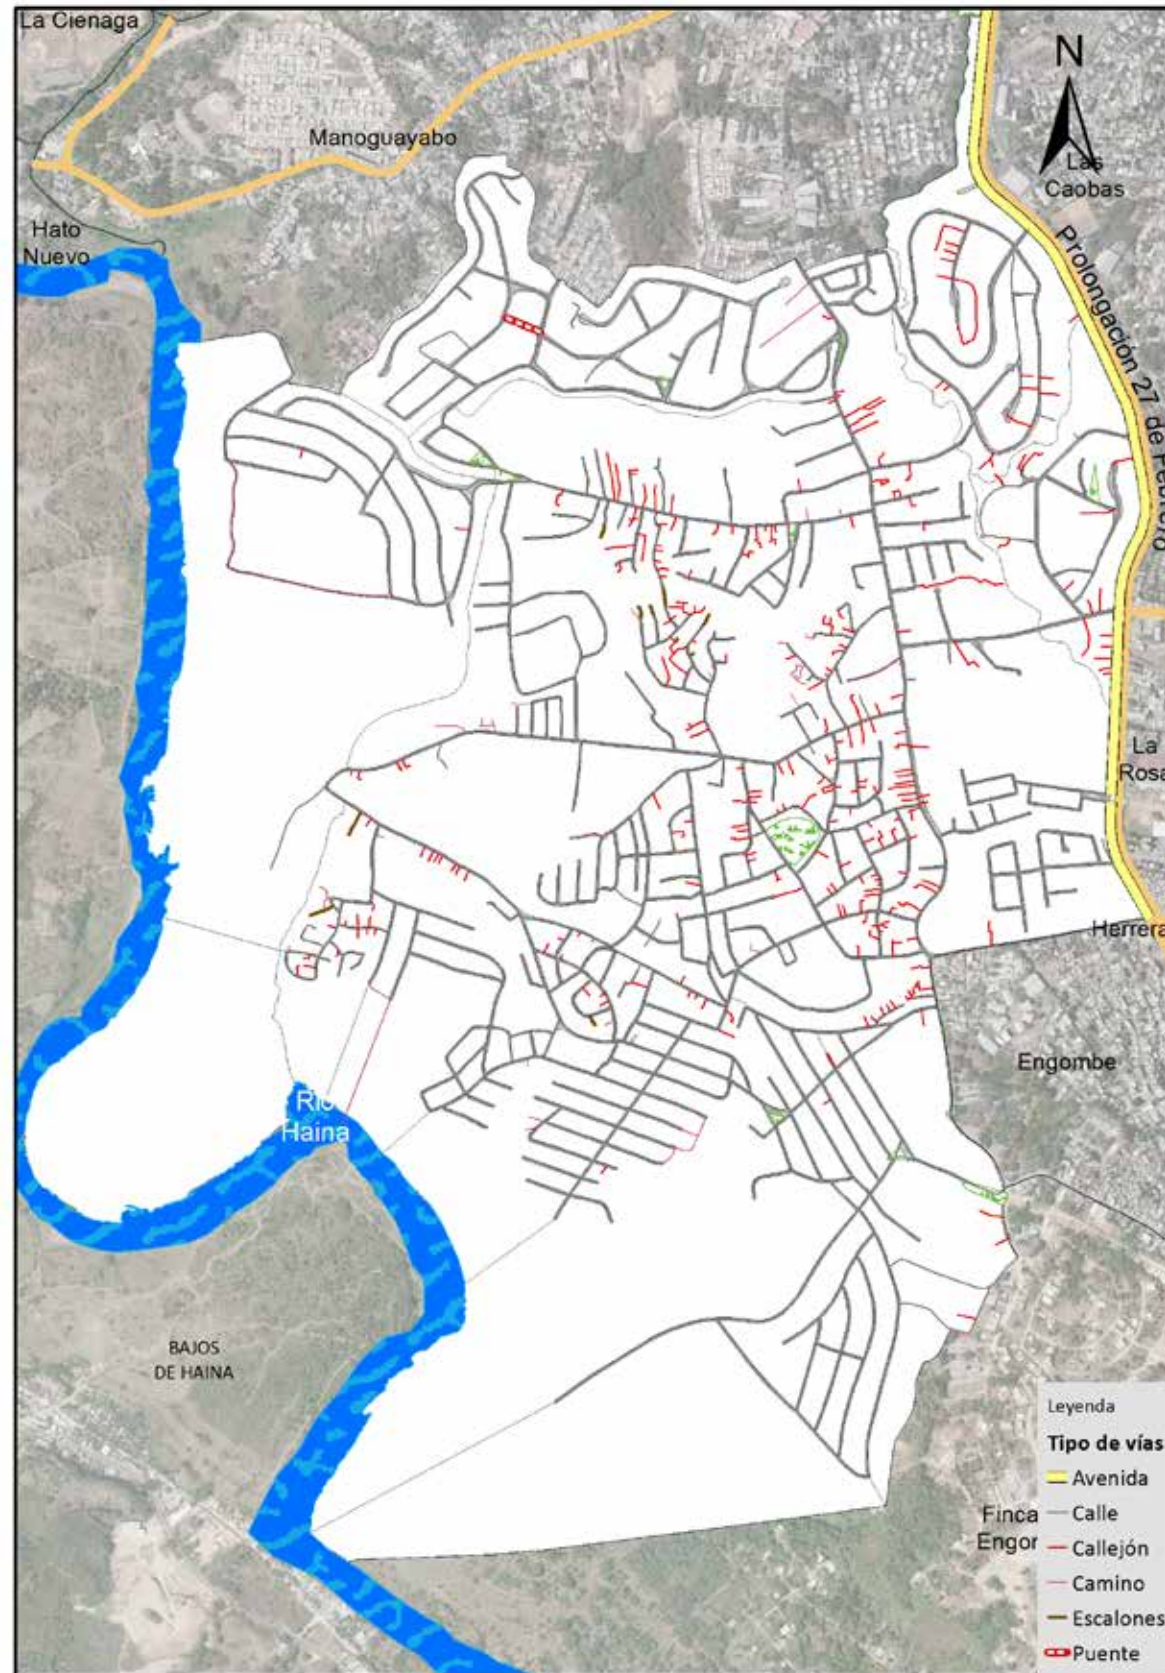 La Cienaga
N
Manoguayabo
Las
Caobas
Hato
Nuevo
Prolongación 27 de Febrero
La
Rosa
Herrera
Engombe
Río
Haina
BAJOS
DE HAINA
Leyenda
Tipo de vías
Avenida
Calle
Finca
Engor
Callejón
Camino
Escalones
Puente